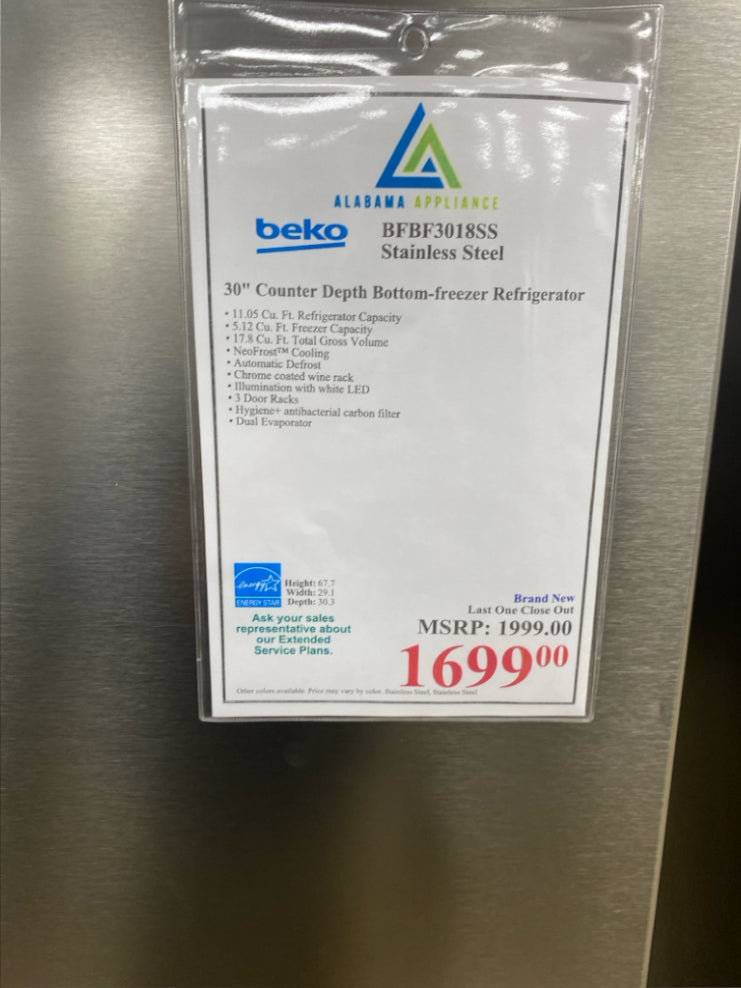 ALABAMA APPLIANCE
beko
BFBF3018SS
Stainless Steel
30" Counter Depth Bottom-freezer Refrigerator
• 11.05 Cu. Ft. Refrigerator Capacity
• 5.12 Cu. Ft. Freezer Capacity
• 17.8 Cu. Ft. Total Gross Volume
• NeoFrost™ Cooling
• Automatic Defrost
• Chrome coated wine rack
• Illumination with white LED
• 3 Door Racks
• Hygiene+ antibacterial carbon filter
• Dual Evaporator
energy
ENERGY STAR
Height: 67.7
Width: 29.1
Depth: 30.3
Ask your sales
representative about
our Extended
Service Plans.
Brand New
Last One Close Out
MSRP: 1999.00
169900
Other colors available. Price may vary by color. Stainless Steel, Stainless Steel